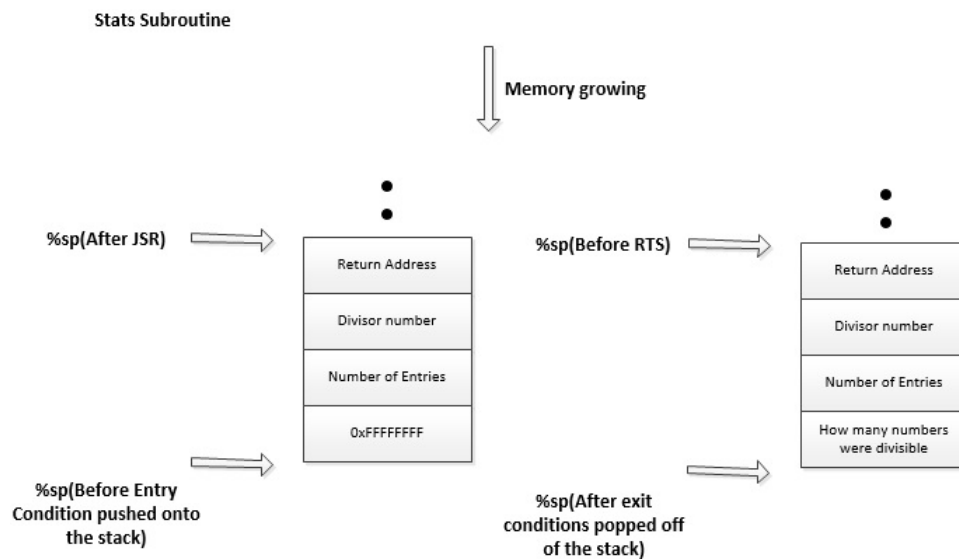 Stats Subroutine
Memory growing
%sp(After JSR)
Return Address
Divisor number
Number of Entries
0xFFFFFFFF
%sp(Before Entry
Condition pushed onto
the stack)
%sp(Before RTS)
Return Address
Divisor number
Number of Entries
How many numbers
were divisible
%sp(After exit
conditions popped off
of the stack)